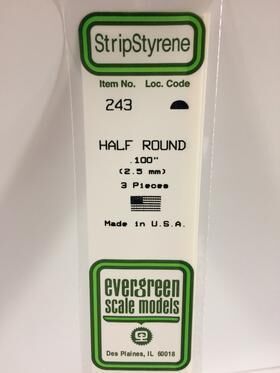 StripStyrene
Item No. Loc. Code
243
HALF ROUND
.100"
(2.5 mm)
3 Pieces
Made in U.S.A.
evergreen
scale models
Des Plaines, IL 60018